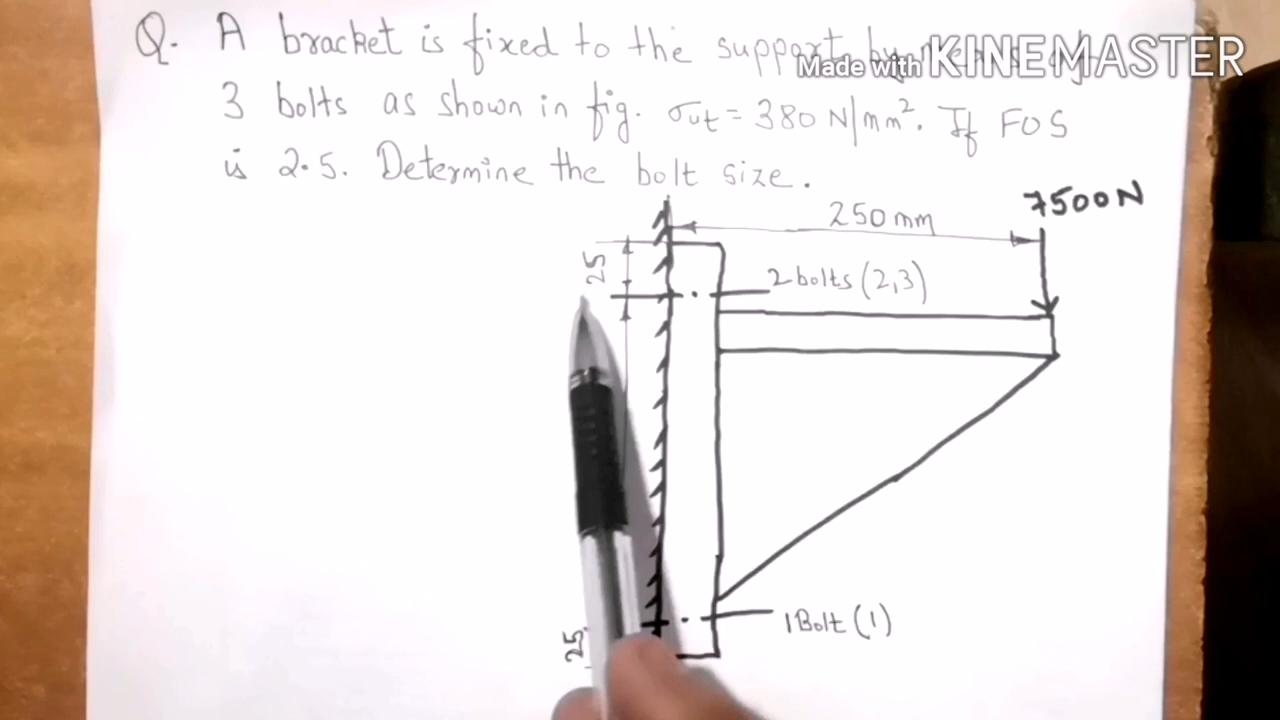 Q. A bracket is fixed to the support by
Made with KINEMASTER
3 bolts as shown in fig. σut = 380 N/mm². If FOS
is 2.5. Determine the bolt size.
7500N
250 mm
25
2 bolts (2,3)
1 Bolt (1)
25